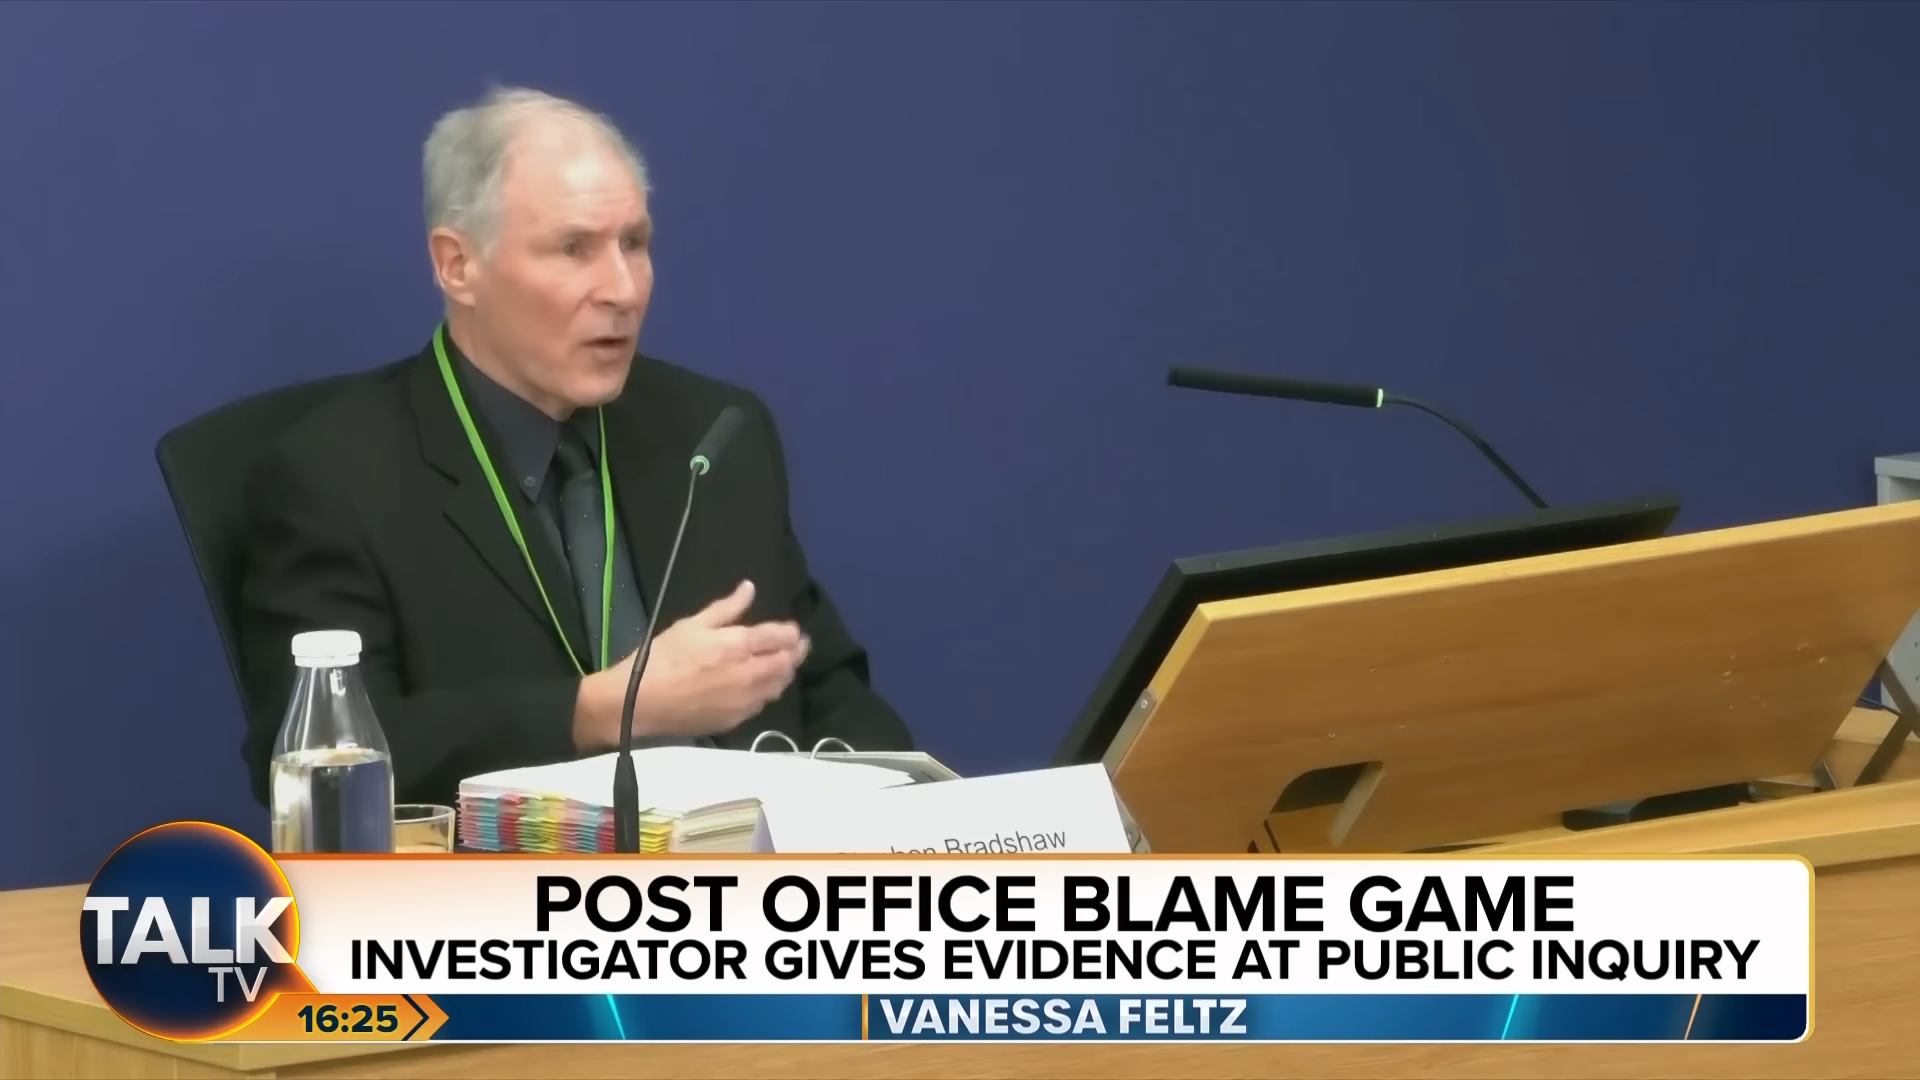 Bradshaw
POST OFFICE BLAME GAME
INVESTIGATOR GIVES EVIDENCE AT PUBLIC INQUIRY
TALK
TV
16:25
VANESSA FELTZ